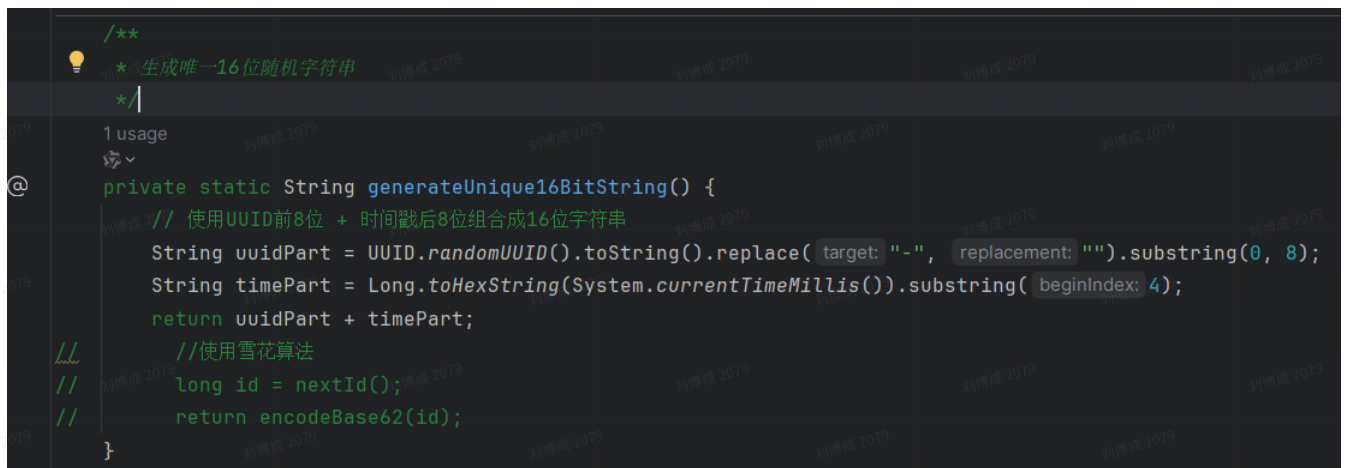 /**
* 生成唯一16位随机字符串
*/
1 usage
@
private static String generateUnique16BitString() {
// 使用UUID前8位 + 时间戳后8位组合成16位字符串
String uuidPart = UUID.randomUUID().toString().replace( target: "-", replacement: "").substring(0, 8);
String timePart = Long.toHexString(System.currentTimeMillis()).substring( beginIndex: 4);
return uuidPart + timePart;
// //使用雪花算法
// long id = nextId();
// return encodeBase62(id);
}
刘博成 2079